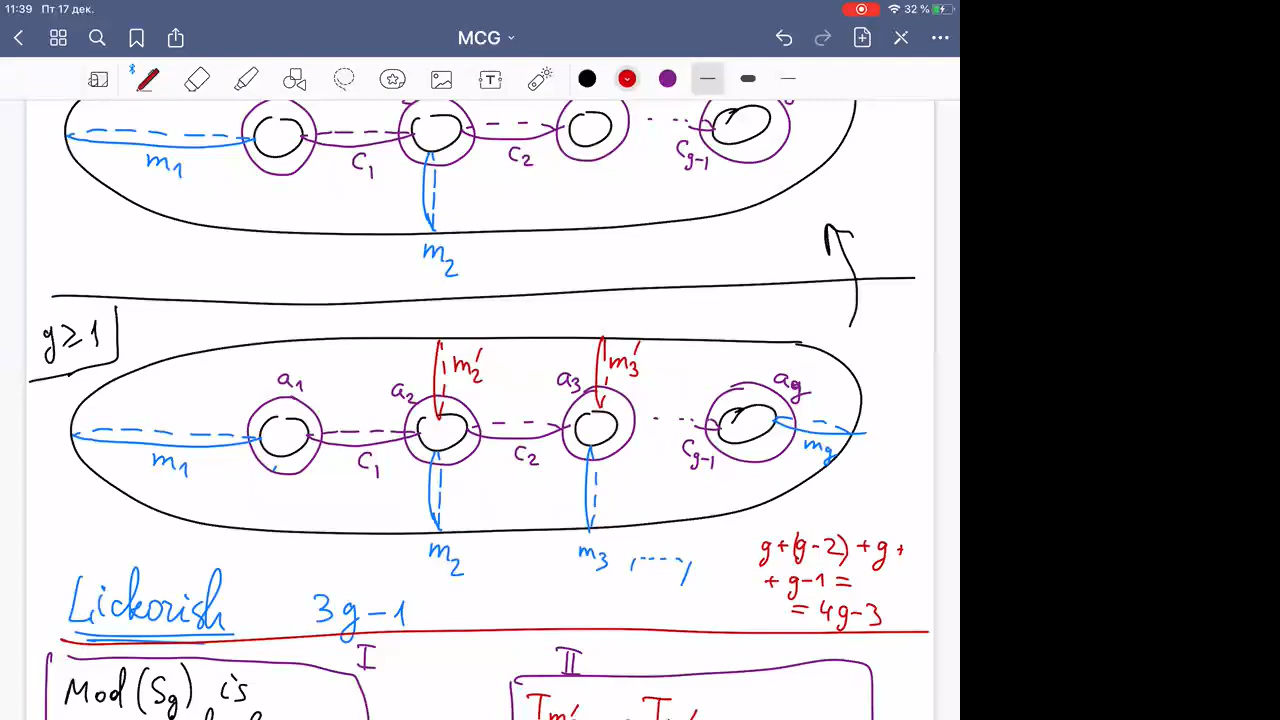 11:39 Пт 17 дек.
32 %
MCG
T
m1 c1 c2 cg-1
m2
g ≥ 1
m2′ m3′
a1 a2 a3 ag
m1 c1 c2 cg-1 mg
m2 m3
g+(g-2)+g+
+g-1=
=4g-3
Lickorish 3g-1
I II
Mod(Sg) is